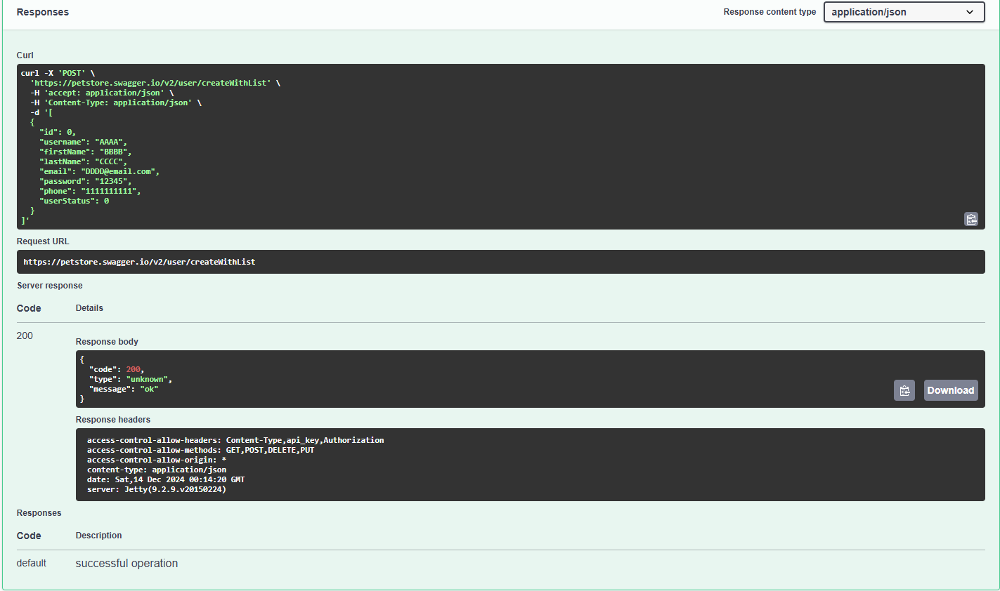 Responses
Response content type application/json
Curl
curl -X 'POST' \
  'https://petstore.swagger.io/v2/user/createWithList' \
  -H 'accept: application/json' \
  -H 'Content-Type: application/json' \
  -d '[
  {
    "id": 0,
    "username": "AAAA",
    "firstName": "BBBB",
    "lastName": "CCCC",
    "email": "DDDD@email.com",
    "password": "12345",
    "phone": "1111111111",
    "userStatus": 0
  }
]'
Request URL
https://petstore.swagger.io/v2/user/createWithList
Server response
Code Details
200
Response body
{
  "code": 200,
  "type": "unknown",
  "message": "ok"
}
Download
Response headers
access-control-allow-headers: Content-Type,api_key,Authorization
access-control-allow-methods: GET,POST,DELETE,PUT
access-control-allow-origin: *
content-type: application/json
date: Sat,14 Dec 2024 00:14:20 GMT
server: Jetty(9.2.9.v20150224)
Responses
Code Description
default successful operation